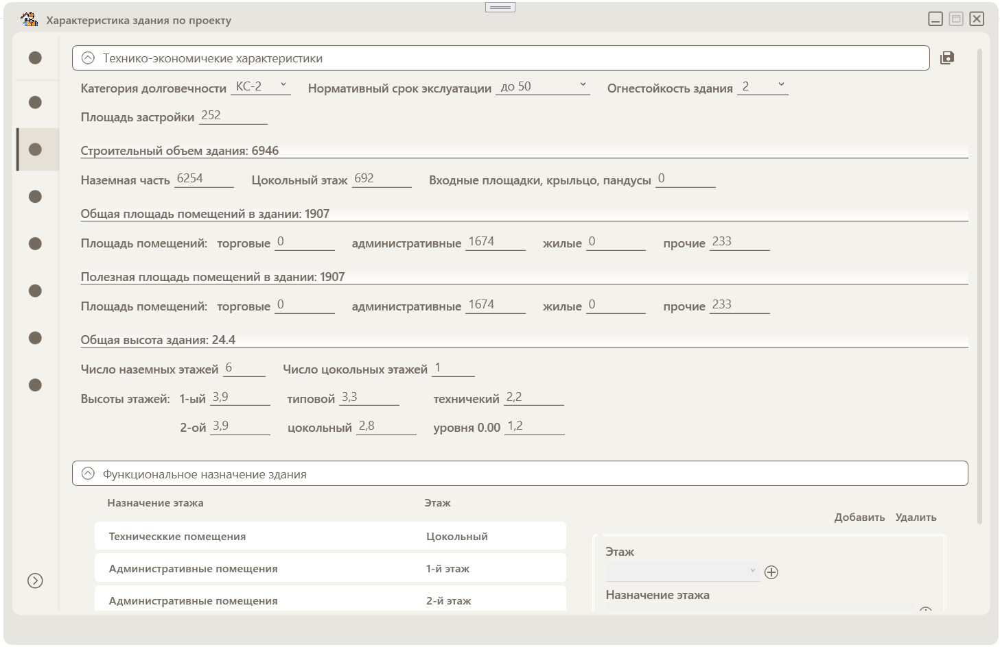 Характеристика здания по проекту
Технико-экономичекие характеристики
Категория долговечности КС-2 Нормативный срок экслуатации до 50 Огнестойкость здания 2
Площадь застройки 252
Строительный объем здания: 6946
Наземная часть 6254 Цокольный этаж 692 Входные площадки, крыльцо, пандусы 0
Общая площадь помещений в здании: 1907
Площадь помещений: торговые 0 административные 1674 жилые 0 прочие 233
Полезная площадь помещений в здании: 1907
Площадь помещений: торговые 0 административные 1674 жилые 0 прочие 233
Общая высота здания: 24.4
Число наземных этажей 6 Число цокольных этажей 1
Высоты этажей: 1-ый 3,9 типовой 3,3 техничекий 2,2
2-ой 3,9 цокольный 2,8 уровня 0.00 1,2
Функциональное назначение здания
Назначение этажа Этаж
Добавить Удалить
Техническкие помещения Цокольный
Этаж
Административные помещения 1-й этаж
Назначение этажа
Административные помещения 2-й этаж